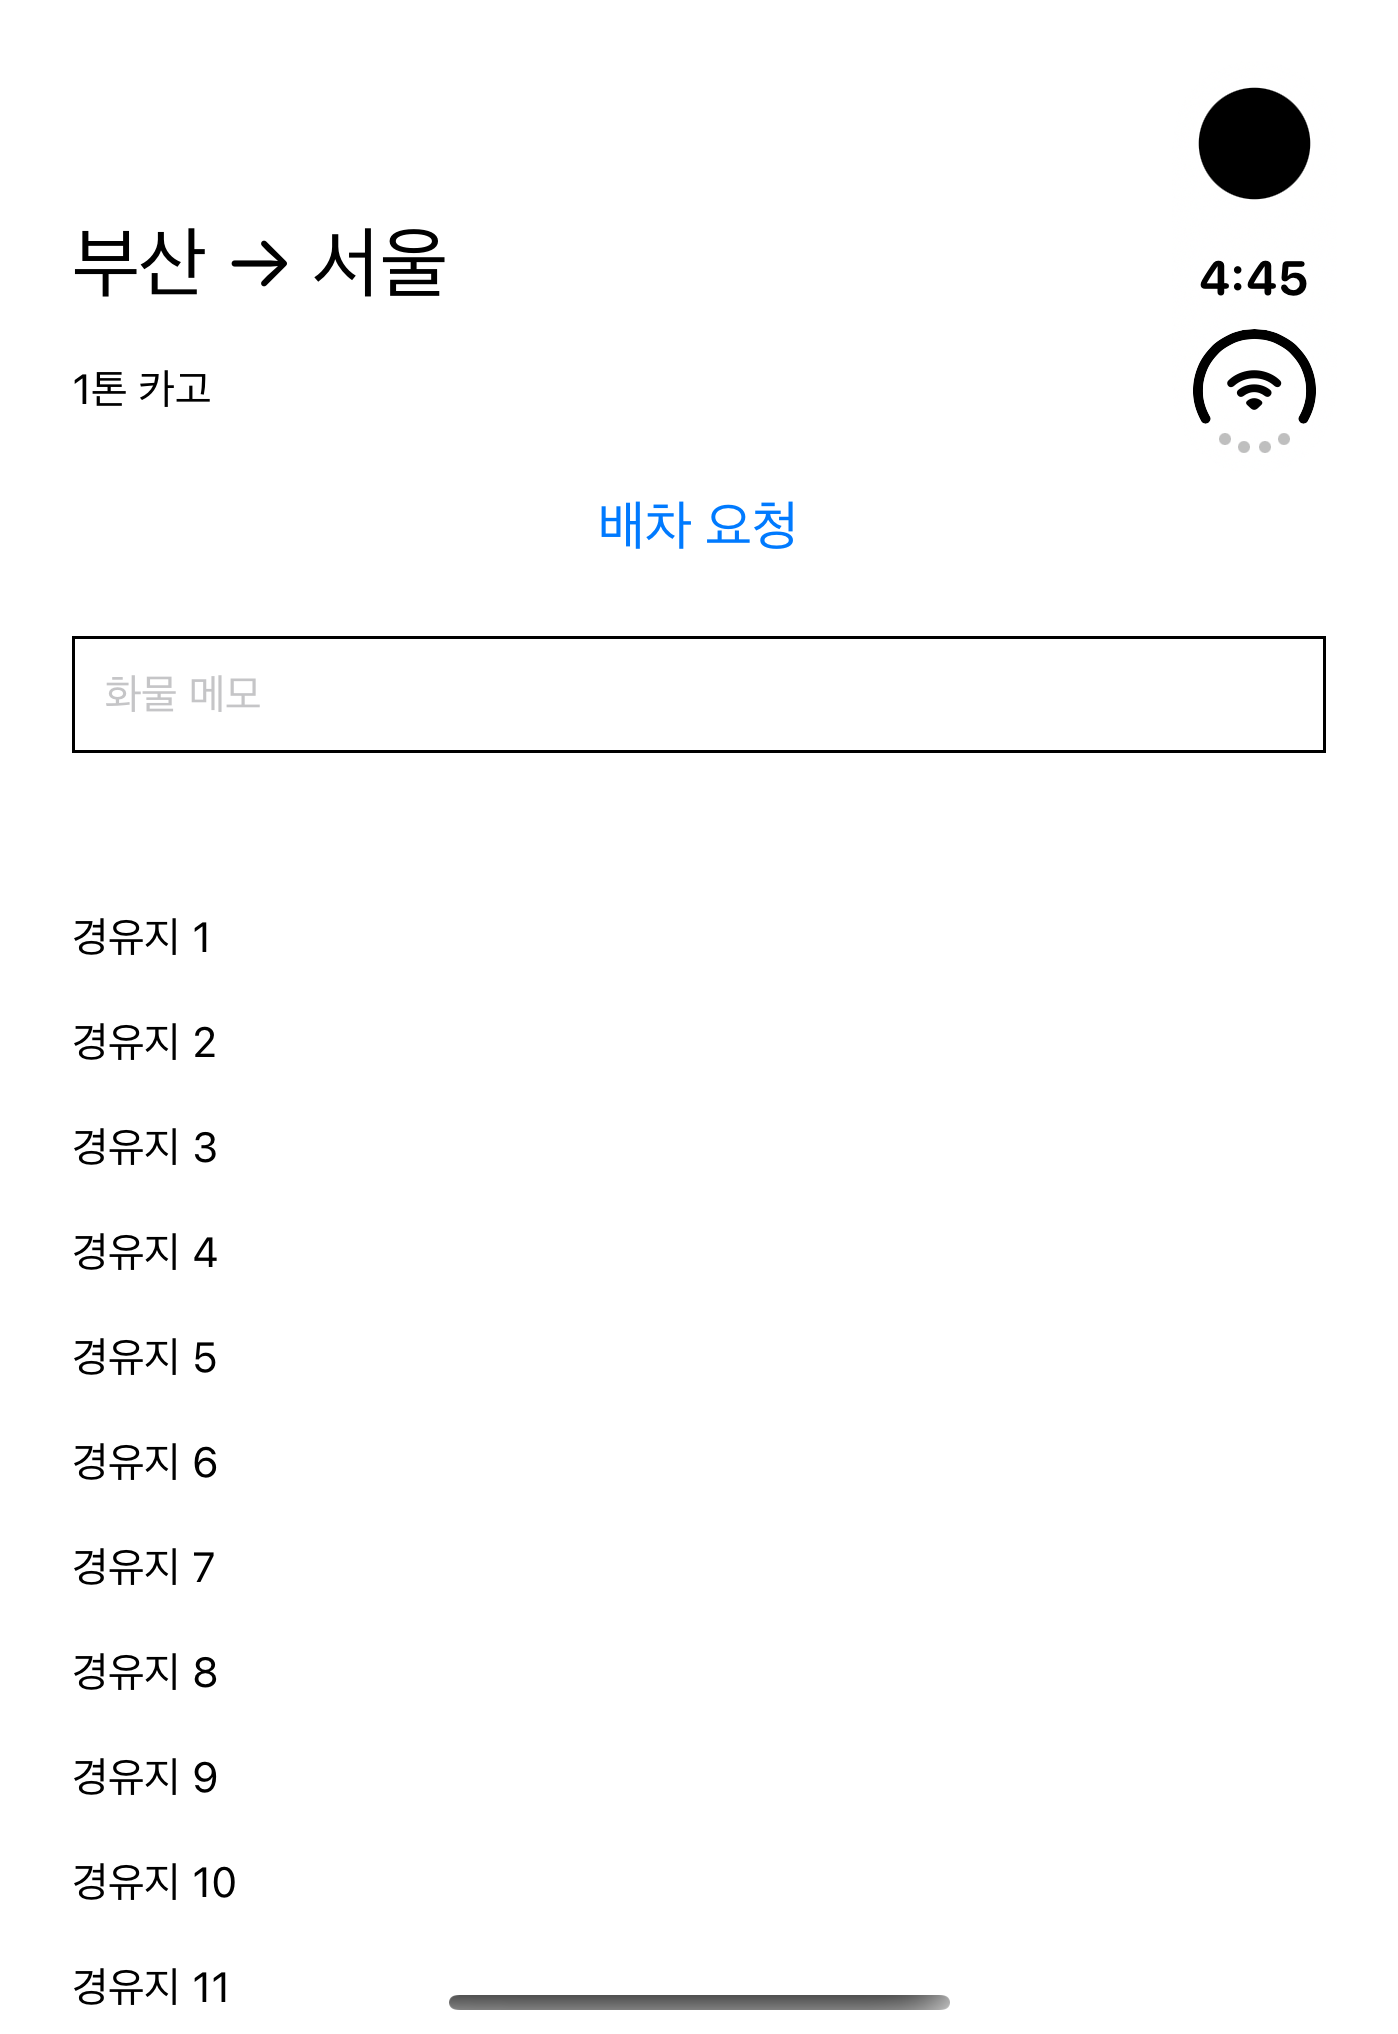 부산 → 서울
4:45
1톤 카고
배차 요청
화물 메모
경유지 1
경유지 2
경유지 3
경유지 4
경유지 5
경유지 6
경유지 7
경유지 8
경유지 9
경유지 10
경유지 11